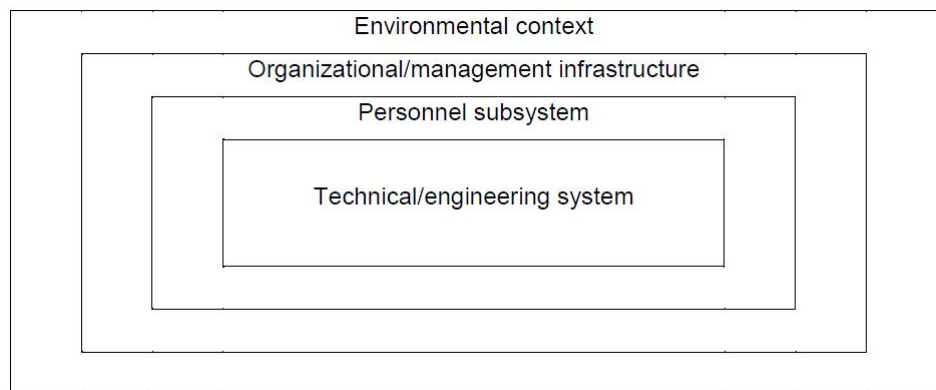 Environmental context
Organizational/management infrastructure
Personnel subsystem
Technical/engineering system